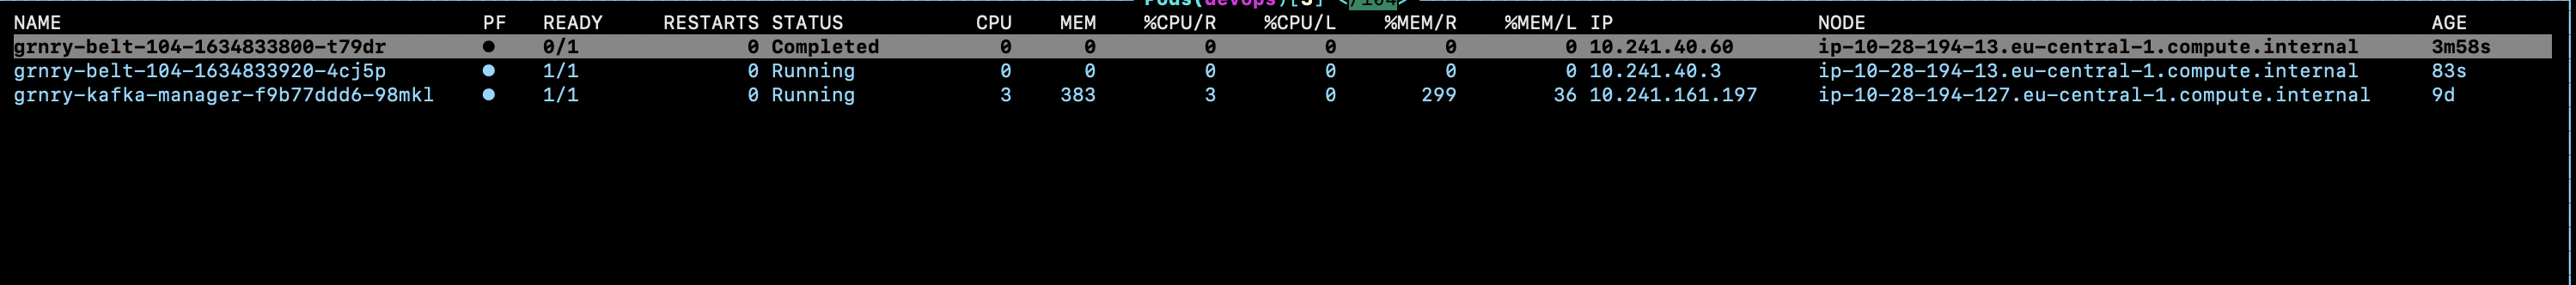 Pods(devops)[3] </104>
NAME PF READY RESTARTS STATUS CPU MEM %CPU/R %CPU/L %MEM/R %MEM/L IP NODE AGE
grnry-belt-104-1634833800-t79dr ● 0/1 0 Completed 0 0 0 0 0 0 10.241.40.60 ip-10-28-194-13.eu-central-1.compute.internal 3m58s
grnry-belt-104-1634833920-4cj5p ● 1/1 0 Running 0 0 0 0 0 0 10.241.40.3 ip-10-28-194-13.eu-central-1.compute.internal 83s
grnry-kafka-manager-f9b77ddd6-98mkl ● 1/1 0 Running 3 383 3 0 299 36 10.241.161.197 ip-10-28-194-127.eu-central-1.compute.internal 9d